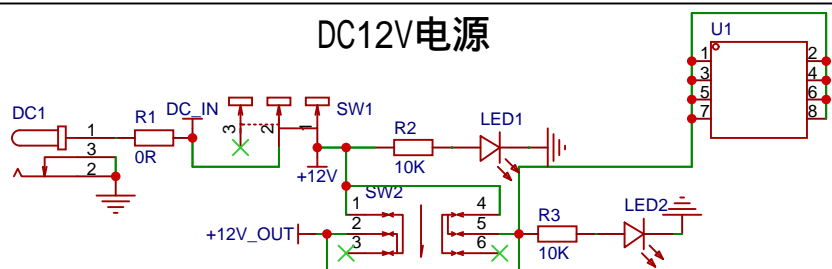 DC12V电源
U1
1 2
3 4
5 6
7 8
DC1
1
3
2
R1
0R
DC_IN
3 2 1
SW1
+12V
R2
10K
LED1
SW2
1 4
2 5
3 6
+12V_OUT
R3
10K
LED2